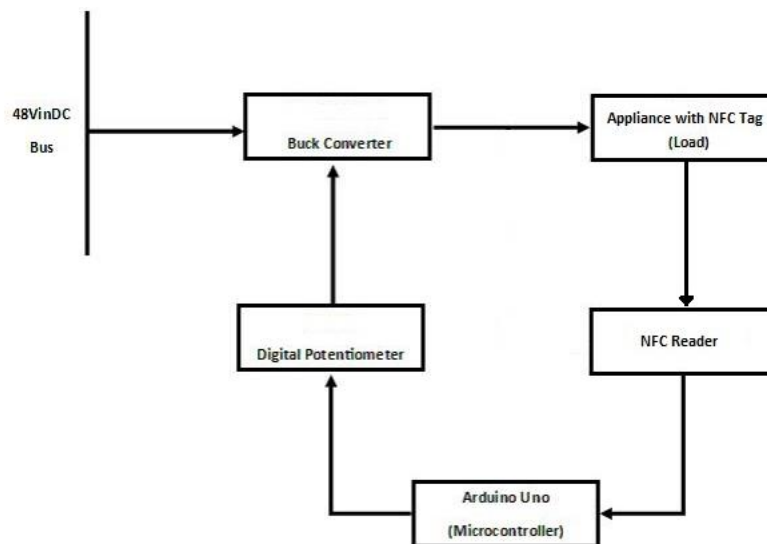 48VinDC
Bus
Buck Converter
Appliance with NFC Tag
(Load)
Digital Potentiometer
NFC Reader
Arduino Uno
(Microcontroller)